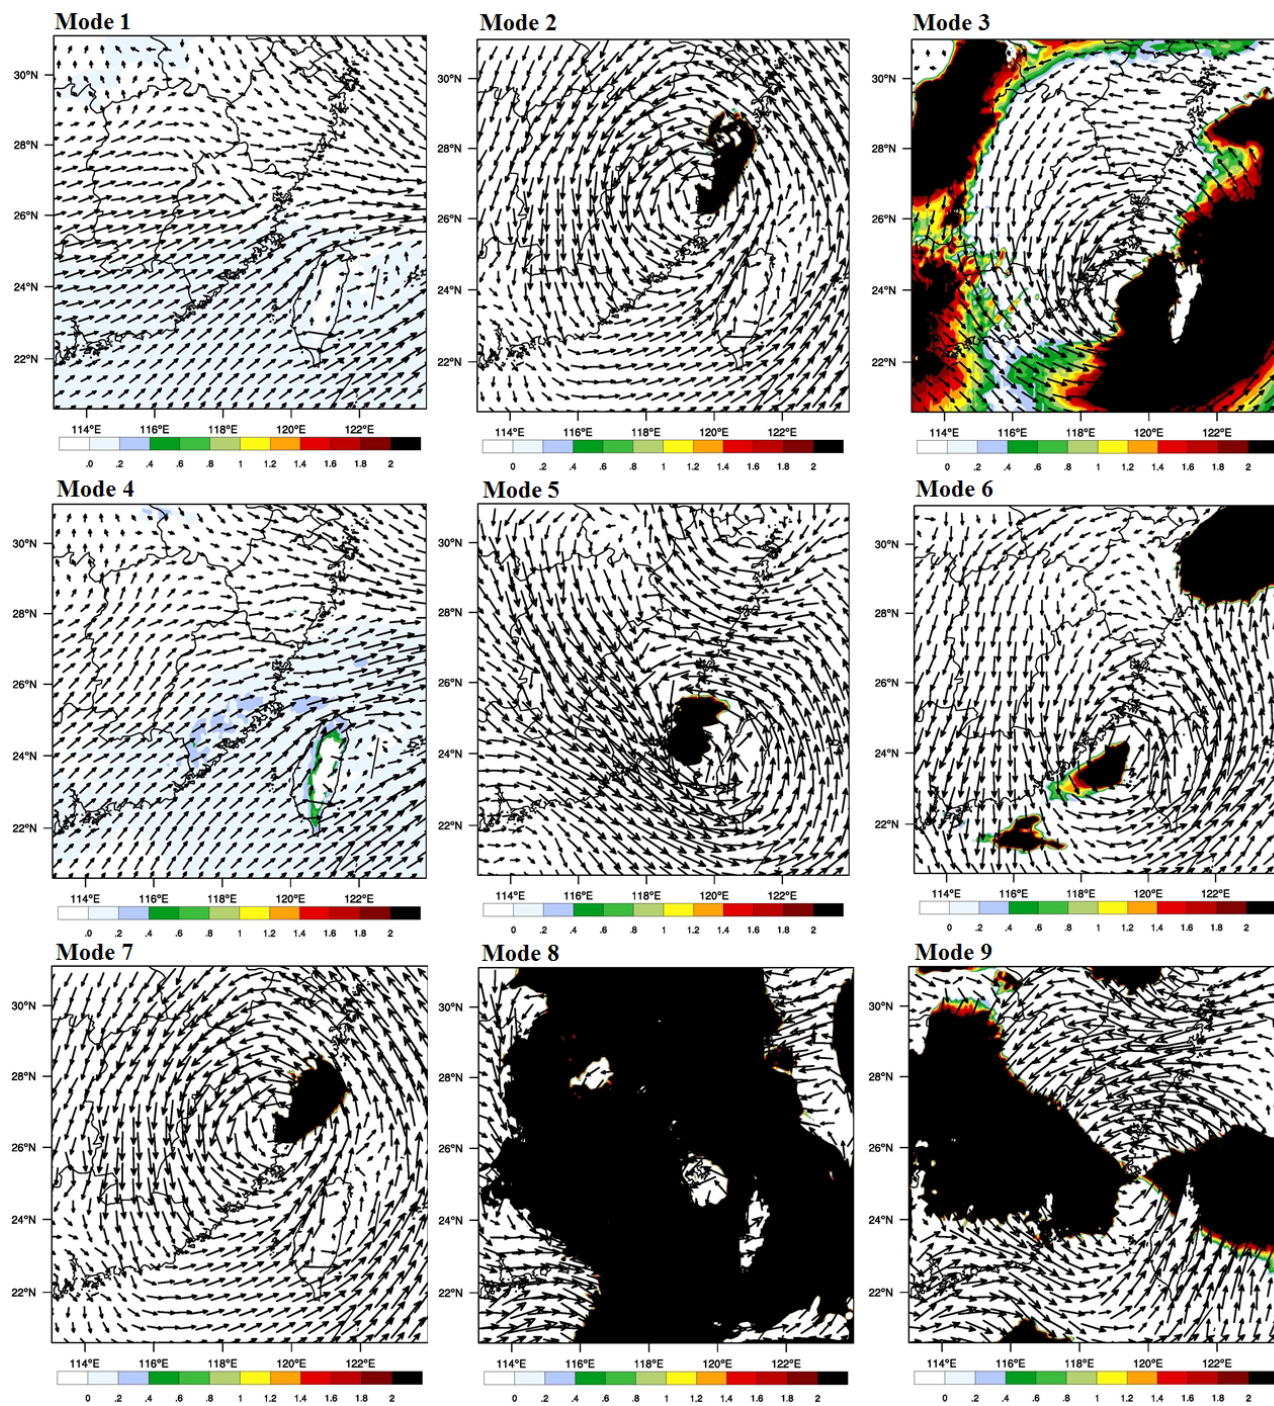 Mode 1 Mode 2 Mode 3
30°N 30°N 30°N
28°N 28°N 28°N
26°N 26°N 26°N
24°N 24°N 24°N
22°N 22°N 22°N
114°E 116°E 118°E 120°E 122°E 114°E 116°E 118°E 120°E 122°E 114°E 116°E 118°E 120°E 122°E
.0 .2 .4 .6 .8 1 1.2 1.4 1.6 1.8 2 0 .2 .4 .6 .8 1 1.2 1.4 1.6 1.8 2 0 .2 .4 .6 .8 1 1.2 1.4 1.6 1.8 2
Mode 4 Mode 5 Mode 6
30°N 30°N 30°N
28°N 28°N 28°N
26°N 26°N 26°N
24°N 24°N 24°N
22°N 22°N 22°N
114°E 116°E 118°E 120°E 122°E 114°E 116°E 118°E 120°E 122°E 114°E 116°E 118°E 120°E 122°E
.0 .2 .4 .6 .8 1 1.2 1.4 1.6 1.8 2 0 .2 .4 .6 .8 1 1.2 1.4 1.6 1.8 2 0 .2 .4 .6 .8 1 1.2 1.4 1.6 1.8 2
Mode 7 Mode 8 Mode 9
30°N 30°N 30°N
28°N 28°N 28°N
26°N 26°N 26°N
24°N 24°N 24°N
22°N 22°N 22°N
114°E 116°E 118°E 120°E 122°E 114°E 116°E 118°E 120°E 122°E 114°E 116°E 118°E 120°E 122°E
0 .2 .4 .6 .8 1 1.2 1.4 1.6 1.8 2 0 .2 .4 .6 .8 1 1.2 1.4 1.6 1.8 2 0 .2 .4 .6 .8 1 1.2 1.4 1.6 1.8 2